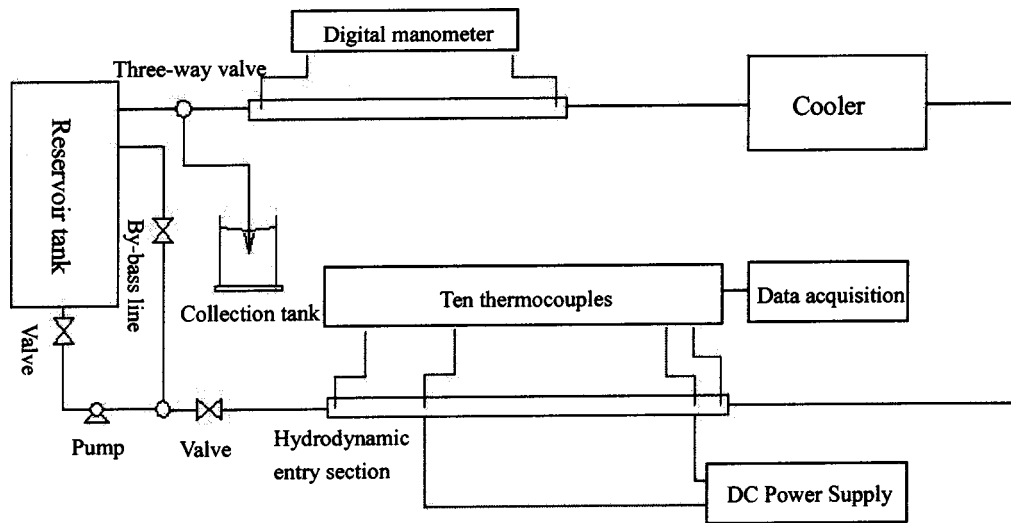 Digital manometer
Three-way valve
Cooler
Reservoir tank
By-bass line
Collection tank
Ten thermocouples
Data acquisition
Valve
Pump
Valve
Hydrodynamic
entry section
DC Power Supply